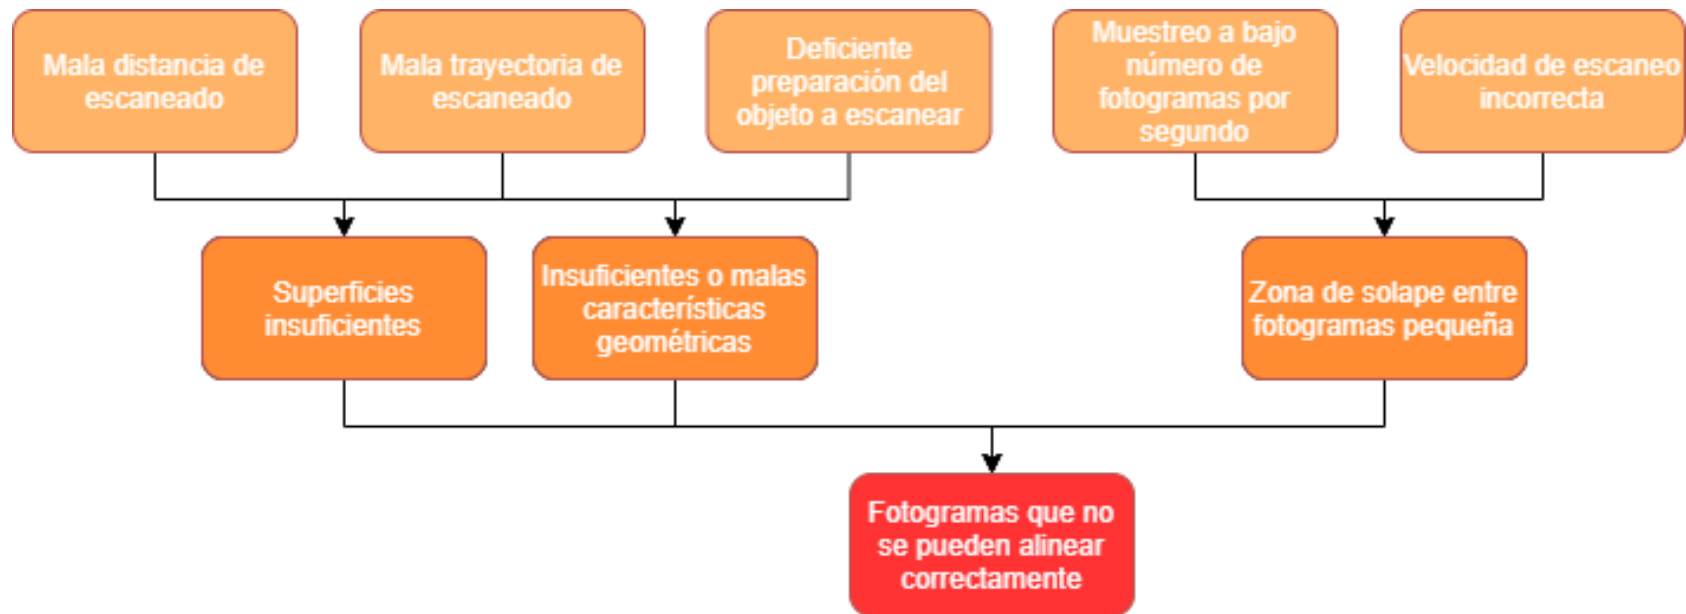 Mala distancia de
escaneado
Mala trayectoria de
escaneado
Deficiente
preparación del
objeto a escanear
Muestreo a bajo
número de
fotogramas por
segundo
Velocidad de escaneo
incorrecta
Superficies
insuficientes
Insuficientes o malas
características
geométricas
Zona de solape entre
fotogramas pequeña
Fotogramas que no
se pueden alinear
correctamente